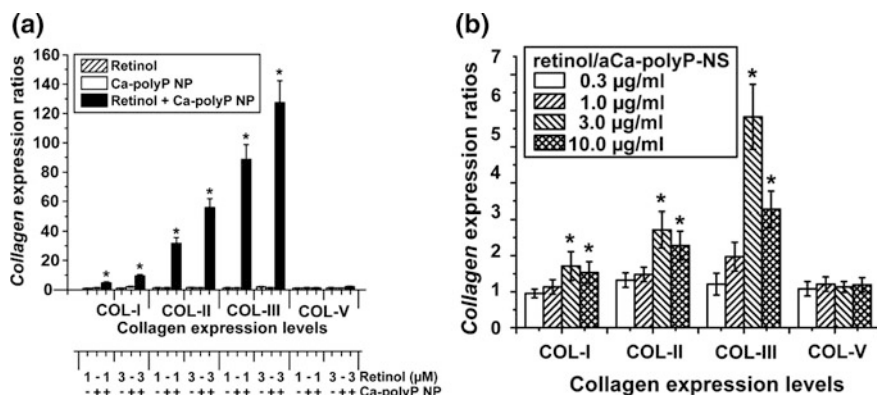 (a)
Collagen expression ratios
160
140
120
100
80
60
40
20
0
Retinol
Ca-polyP NP
Retinol + Ca-polyP NP
* * * * * *
COL-I COL-II COL-III COL-V
Collagen expression levels
1 - 1 3 - 3 1 - 1 3 - 3 1 - 1 3 - 3 1 - 1 3 - 3 Retinol (µM)
- + + - + + - + + - + + - + + - + + - + + - + + Ca-polyP NP
(b)
Collagen expression ratios
7
6
5
4
3
2
1
0
retinol/aCa-polyP-NS
0.3 µg/ml
1.0 µg/ml
3.0 µg/ml
10.0 µg/ml
* * * * * *
COL-I COL-II COL-III COL-V
Collagen expression levels